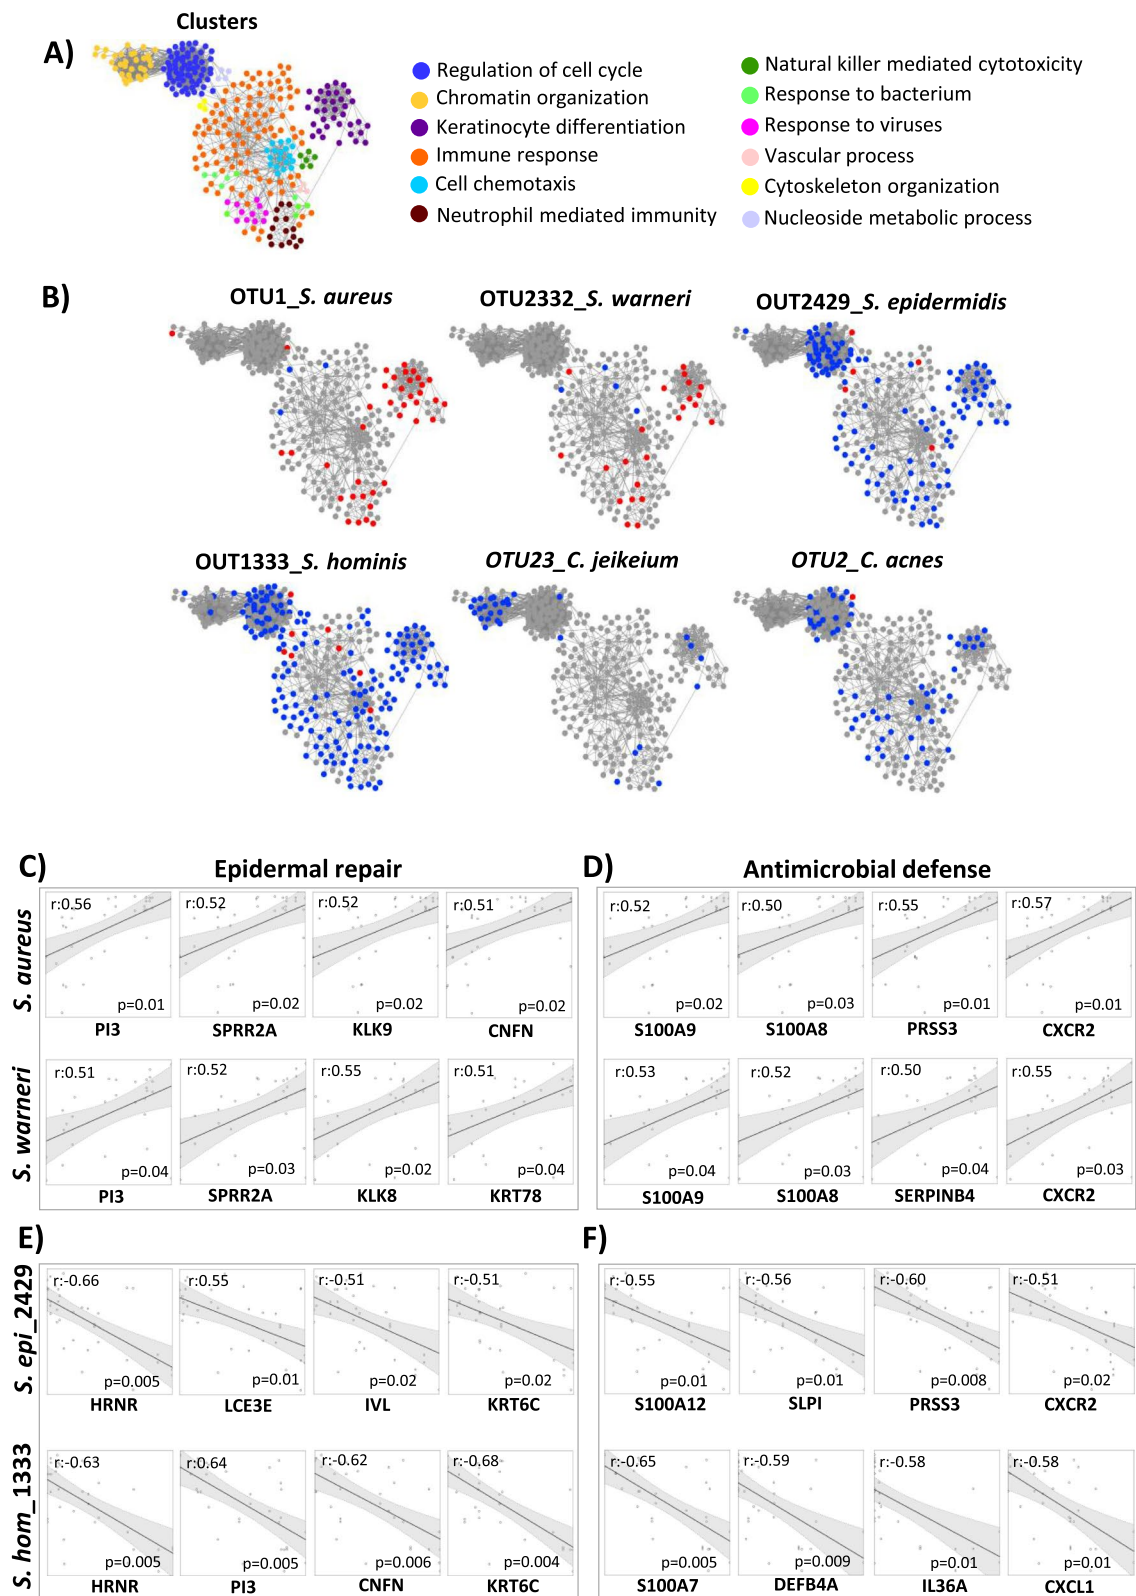 Clusters
A)
Regulation of cell cycle
Chromatin organization
Keratinocyte differentiation
Immune response
Cell chemotaxis
Neutrophil mediated immunity
Natural killer mediated cytotoxicity
Response to bacterium
Response to viruses
Vascular process
Cytoskeleton organization
Nucleoside metabolic process
B)
OTU1_S. aureus
OTU2332_S. warneri
OUT2429_S. epidermidis
OUT1333_S. hominis
OTU23_C. jeikeium
OTU2_C. acnes
C)
Epidermal repair
S. aureus
r:0.56 r:0.52 r:0.52 r:0.51
p=0.01 p=0.02 p=0.02 p=0.02
PI3 SPRR2A KLK9 CNFN
S. warneri
r:0.51 r:0.52 r:0.55 r:0.51
p=0.04 p=0.03 p=0.02 p=0.04
PI3 SPRR2A KLK8 KRT78
D)
Antimicrobial defense
r:0.52 r:0.50 r:0.55 r:0.57
p=0.02 p=0.03 p=0.01 p=0.01
S100A9 S100A8 PRSS3 CXCR2
r:0.53 r:0.52 r:0.50 r:0.55
p=0.04 p=0.03 p=0.04 p=0.03
S100A9 S100A8 SERPINB4 CXCR2
E)
S. epi_2429
r:-0.66 r:0.55 r:-0.51 r:-0.51
p=0.005 p=0.01 p=0.02 p=0.02
HRNR LCE3E IVL KRT6C
S. hom_1333
r:-0.63 r:0.64 r:-0.62 r:-0.68
p=0.005 p=0.005 p=0.006 p=0.004
HRNR PI3 CNFN KRT6C
F)
r:-0.55 r:-0.56 r:-0.60 r:-0.51
p=0.01 p=0.01 p=0.008 p=0.02
S100A12 SLPI PRSS3 CXCR2
r:-0.65 r:-0.59 r:-0.58 r:-0.58
p=0.005 p=0.009 p=0.01 p=0.01
S100A7 DEFB4A IL36A CXCL1